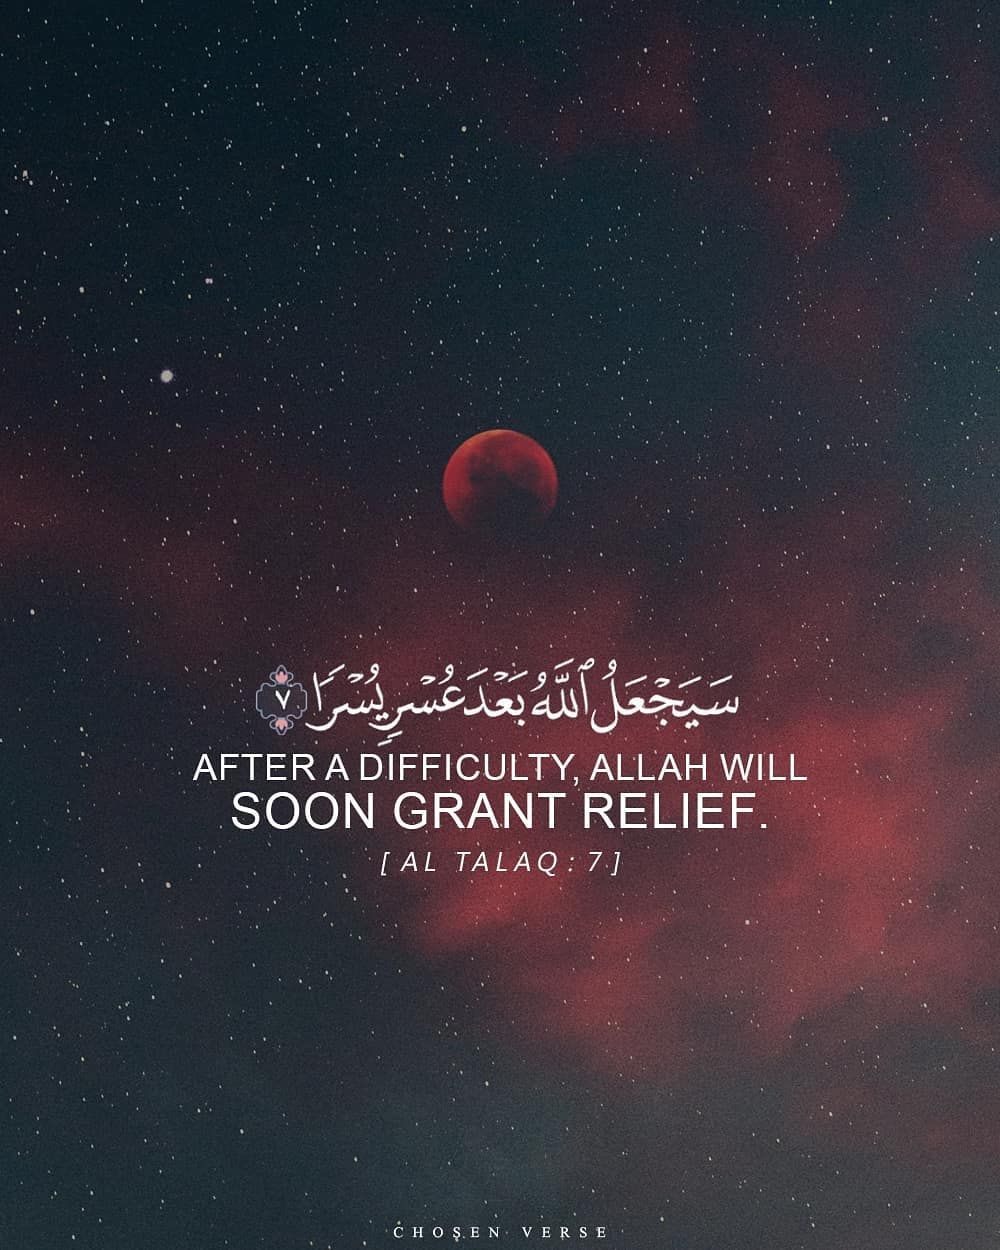 سَيَجْعَلُ ٱللَّهُ بَعْدَ عُسْرٍ يُسْرًا ٧
AFTER A DIFFICULTY, ALLAH WILL
SOON GRANT RELIEF.
[ AL TALAQ : 7 ]
CHOSEN VERSE